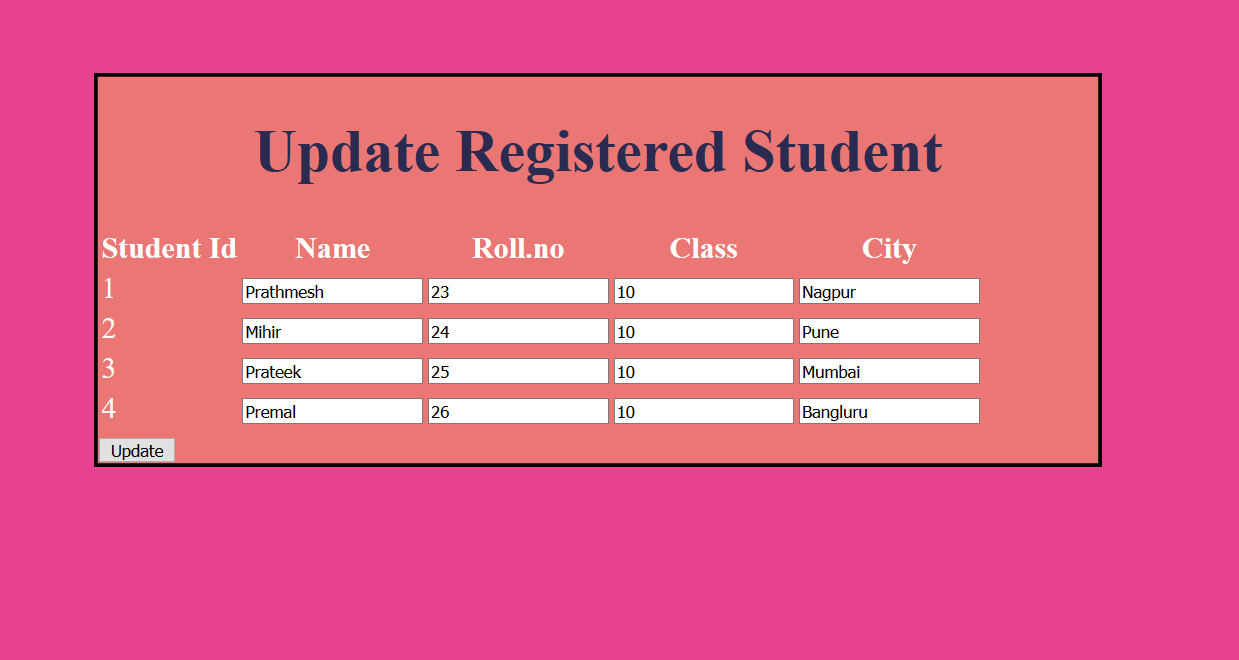 Update Registered Student
Student Id Name Roll.no Class City
1 Prathmesh 23 10 Nagpur
2 Mihir 24 10 Pune
3 Prateek 25 10 Mumbai
4 Premal 26 10 Bangluru
Update